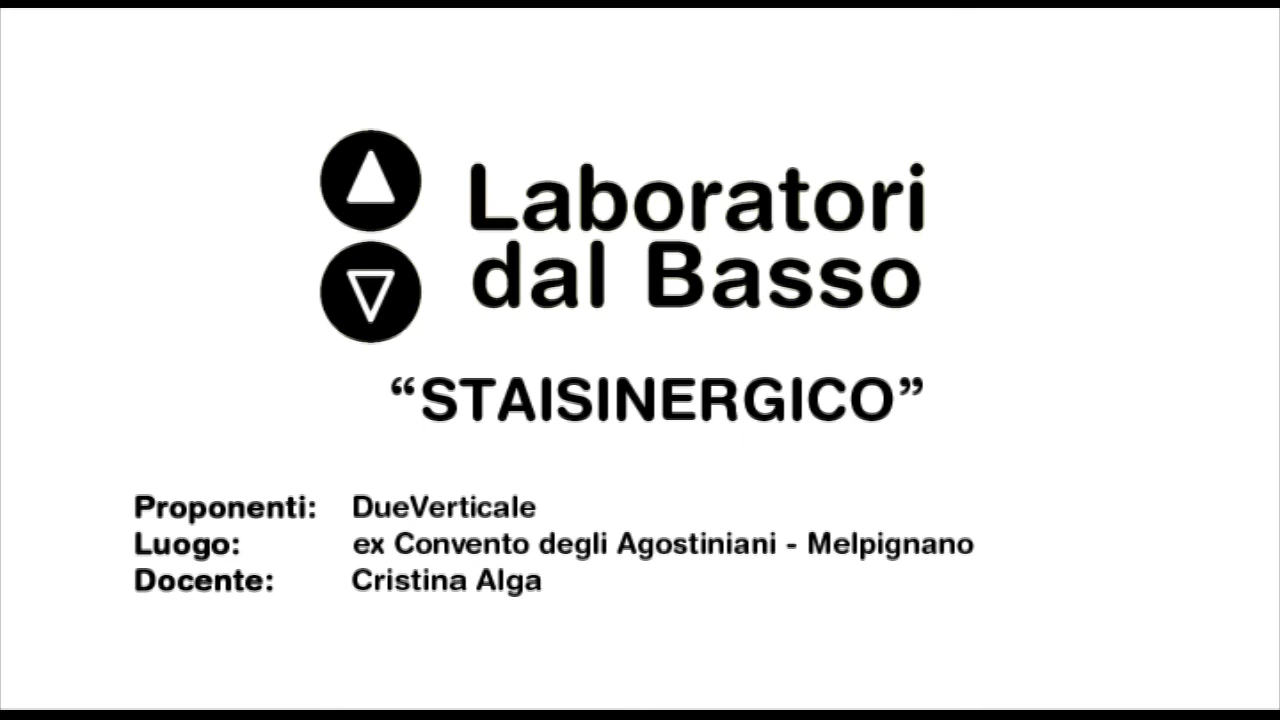 Laboratori
dal Basso
“STAISINERGICO”
Proponenti: DueVerticale
Luogo: ex Convento degli Agostiniani - Melpignano
Docente: Cristina Alga